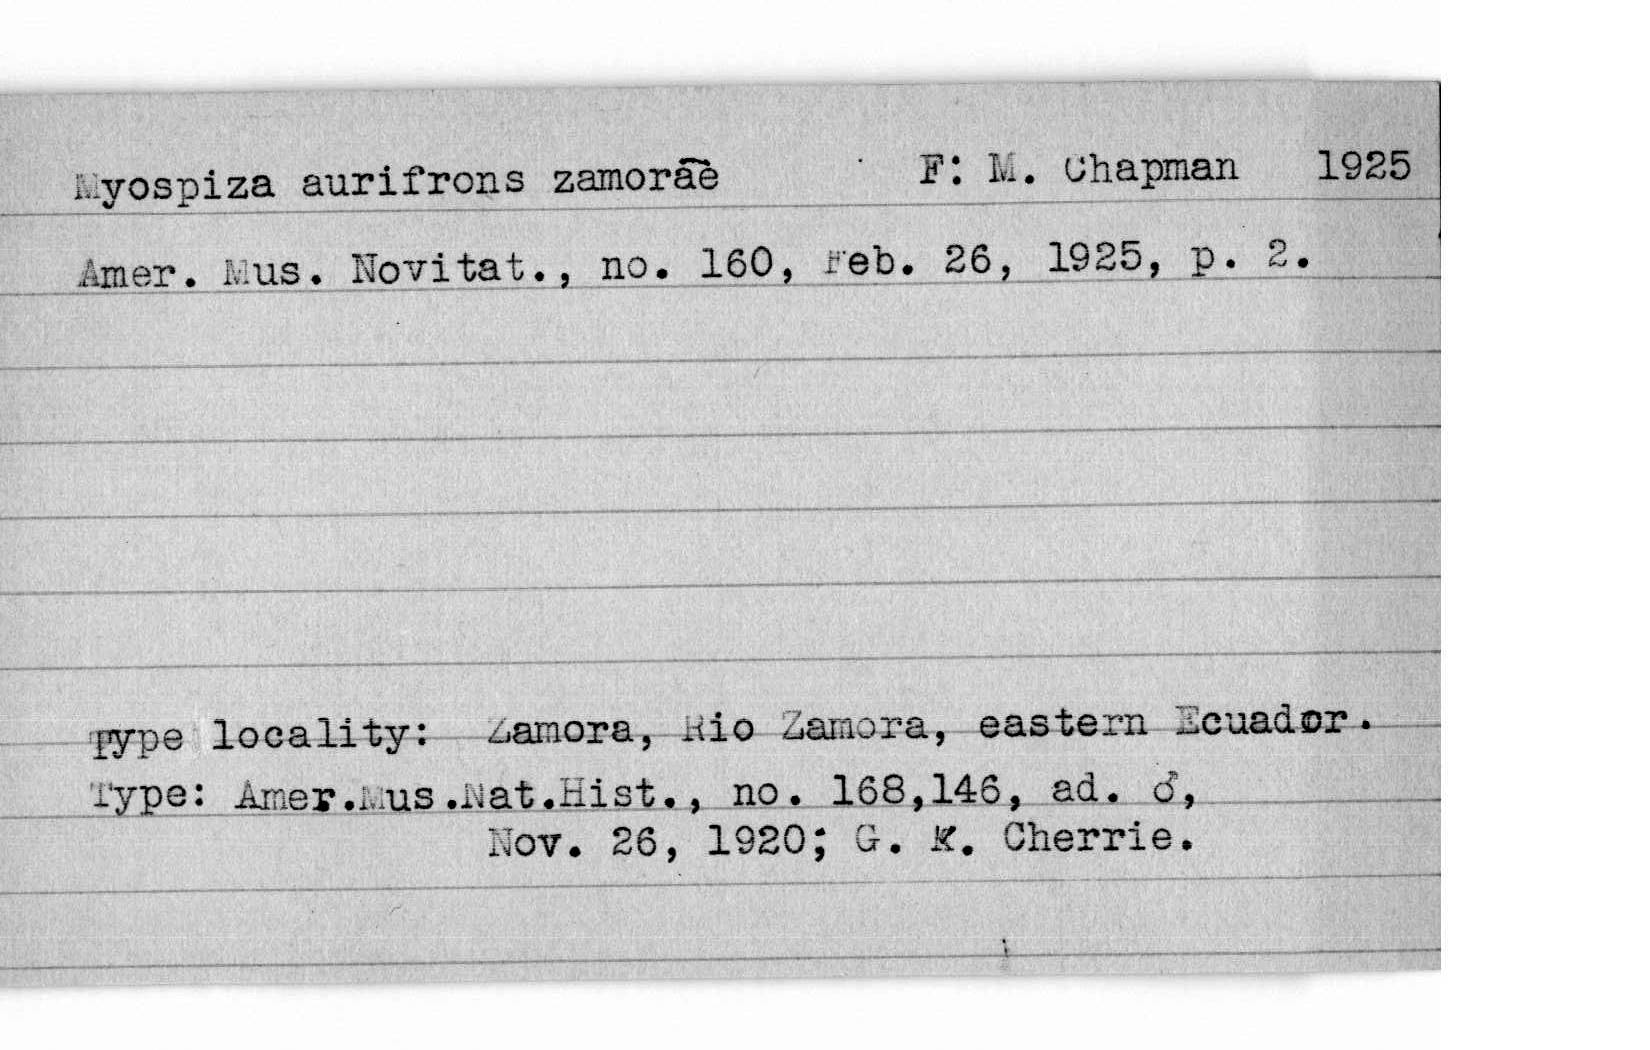 Myospiza aurifrons zamorae F: M. Chapman 1925
Amer. Mus. Novitat., no. 160, Feb. 26, 1925, p. 2.
Type locality: Zamora, Rio Zamora, eastern Ecuador.
Type: Amer.Mus.Nat.Hist., no. 168,146, ad. ♂,
Nov. 26, 1920; G. K. Cherrie.